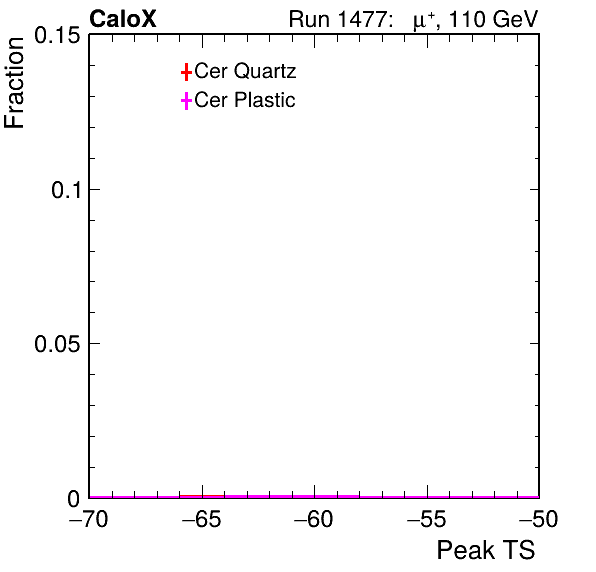 CaloX Run 1477: μ⁺, 110 GeV
Fraction
0.15
0.1
0.05
0
Cer Quartz
Cer Plastic
−70 −65 −60 −55 −50
Peak TS